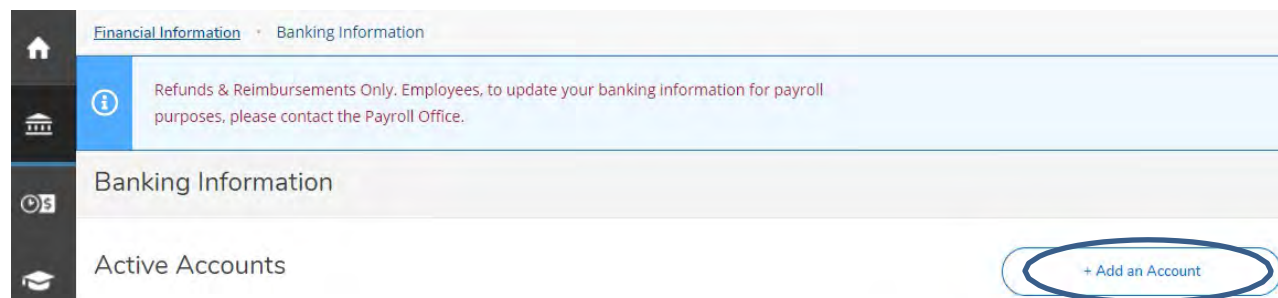 Financial Information · Banking Information
Refunds & Reimbursements Only. Employees, to update your banking information for payroll
purposes, please contact the Payroll Office.
Banking Information
Active Accounts
+ Add an Account